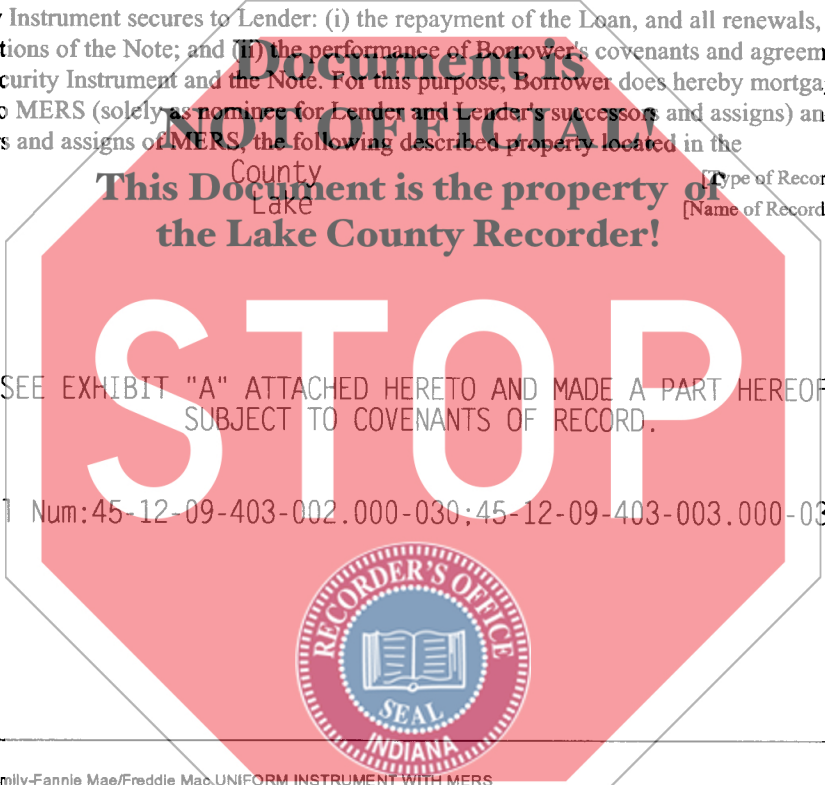 Instrument secures to Lender: (i) the repayment of the Loan, and all renewals,
tions of the Note; and (ii) the performance of Borrower's covenants and agreem
curity Instrument and the Note. For this purpose, Borrower does hereby mortga
o MERS (solely as nominee for Lender and Lender's successors and assigns) an
s and assigns of MERS, the following described property located in the
County [Type of Recor
Lake [Name of Record
Document is
NOT OFFICIAL!
This Document is the property of
the Lake County Recorder!
STOP
SEE EXHIBIT "A" ATTACHED HERETO AND MADE A PART HEREOF
SUBJECT TO COVENANTS OF RECORD.
l Num:45-12-09-403-002.000-030;45-12-09-403-003.000-03
RECORDER'S OFFICE
SEAL
INDIANA
mily-Fannie Mae/Freddie Mac UNIFORM INSTRUMENT WITH MERS